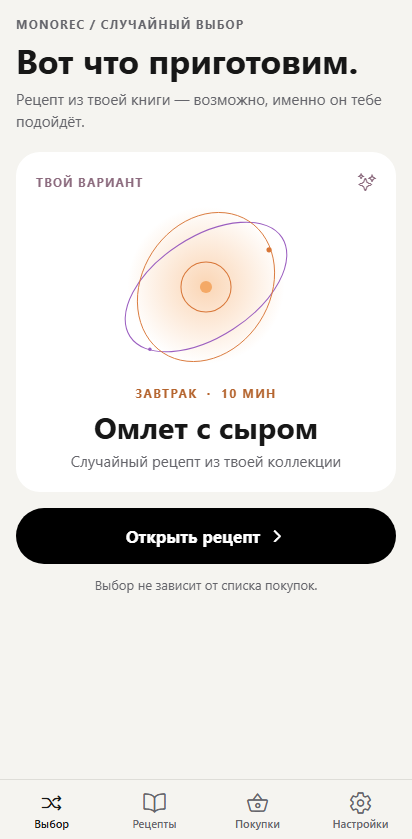 MONOREC / СЛУЧАЙНЫЙ ВЫБОР
Вот что приготовим.
Рецепт из твоей книги — возможно, именно он тебе
подойдёт.
ТВОЙ ВАРИАНТ
ЗАВТРАК · 10 МИН
Омлет с сыром
Случайный рецепт из твоей коллекции
Открыть рецепт
Выбор не зависит от списка покупок.
Выбор
Рецепты
Покупки
Настройки